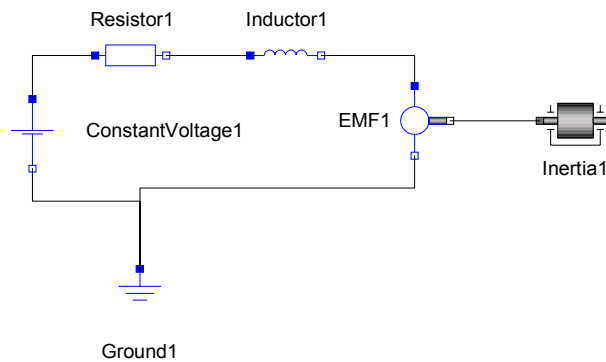 Resistor1
Inductor1
ConstantVoltage1
EMF1
Inertia1
Ground1